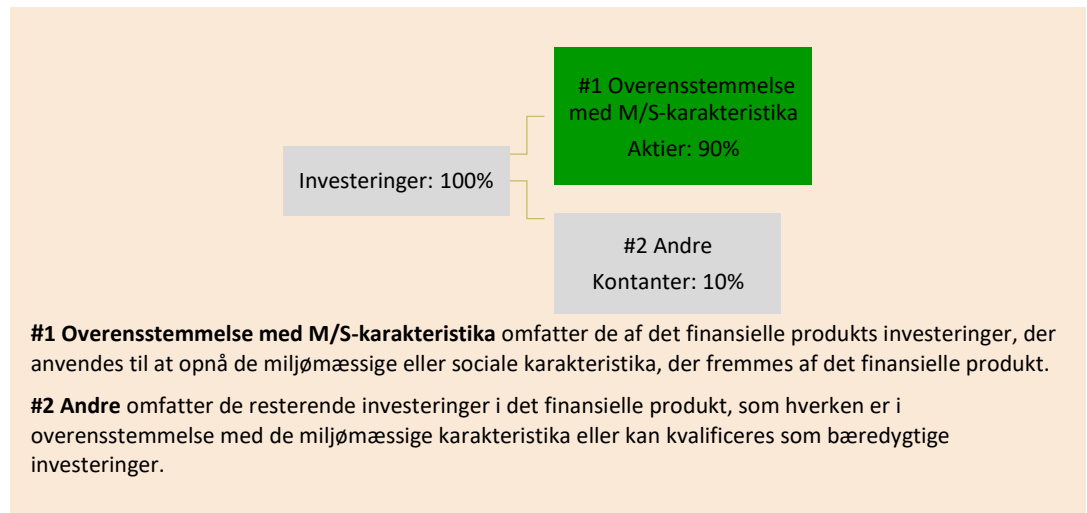 #1 Overensstemmelse
med M/S-karakteristika
Aktier: 90%
Investeringer: 100%
#2 Andre
Kontanter: 10%
#1 Overensstemmelse med M/S-karakteristika omfatter de af det finansielle produkts investeringer, der
anvendes til at opnå de miljømæssige eller sociale karakteristika, der fremmes af det finansielle produkt.
#2 Andre omfatter de resterende investeringer i det finansielle produkt, som hverken er i
overensstemmelse med de miljømæssige karakteristika eller kan kvalificeres som bæredygtige
investeringer.